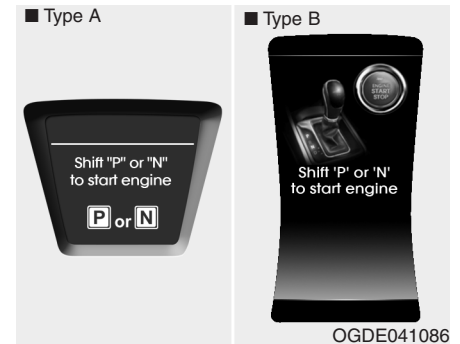 ■ Type A
Shift "P" or "N"
to start engine
P or N
■ Type B
ENGINE
START
STOP
Shift 'P' or 'N'
to start engine
OGDE041086